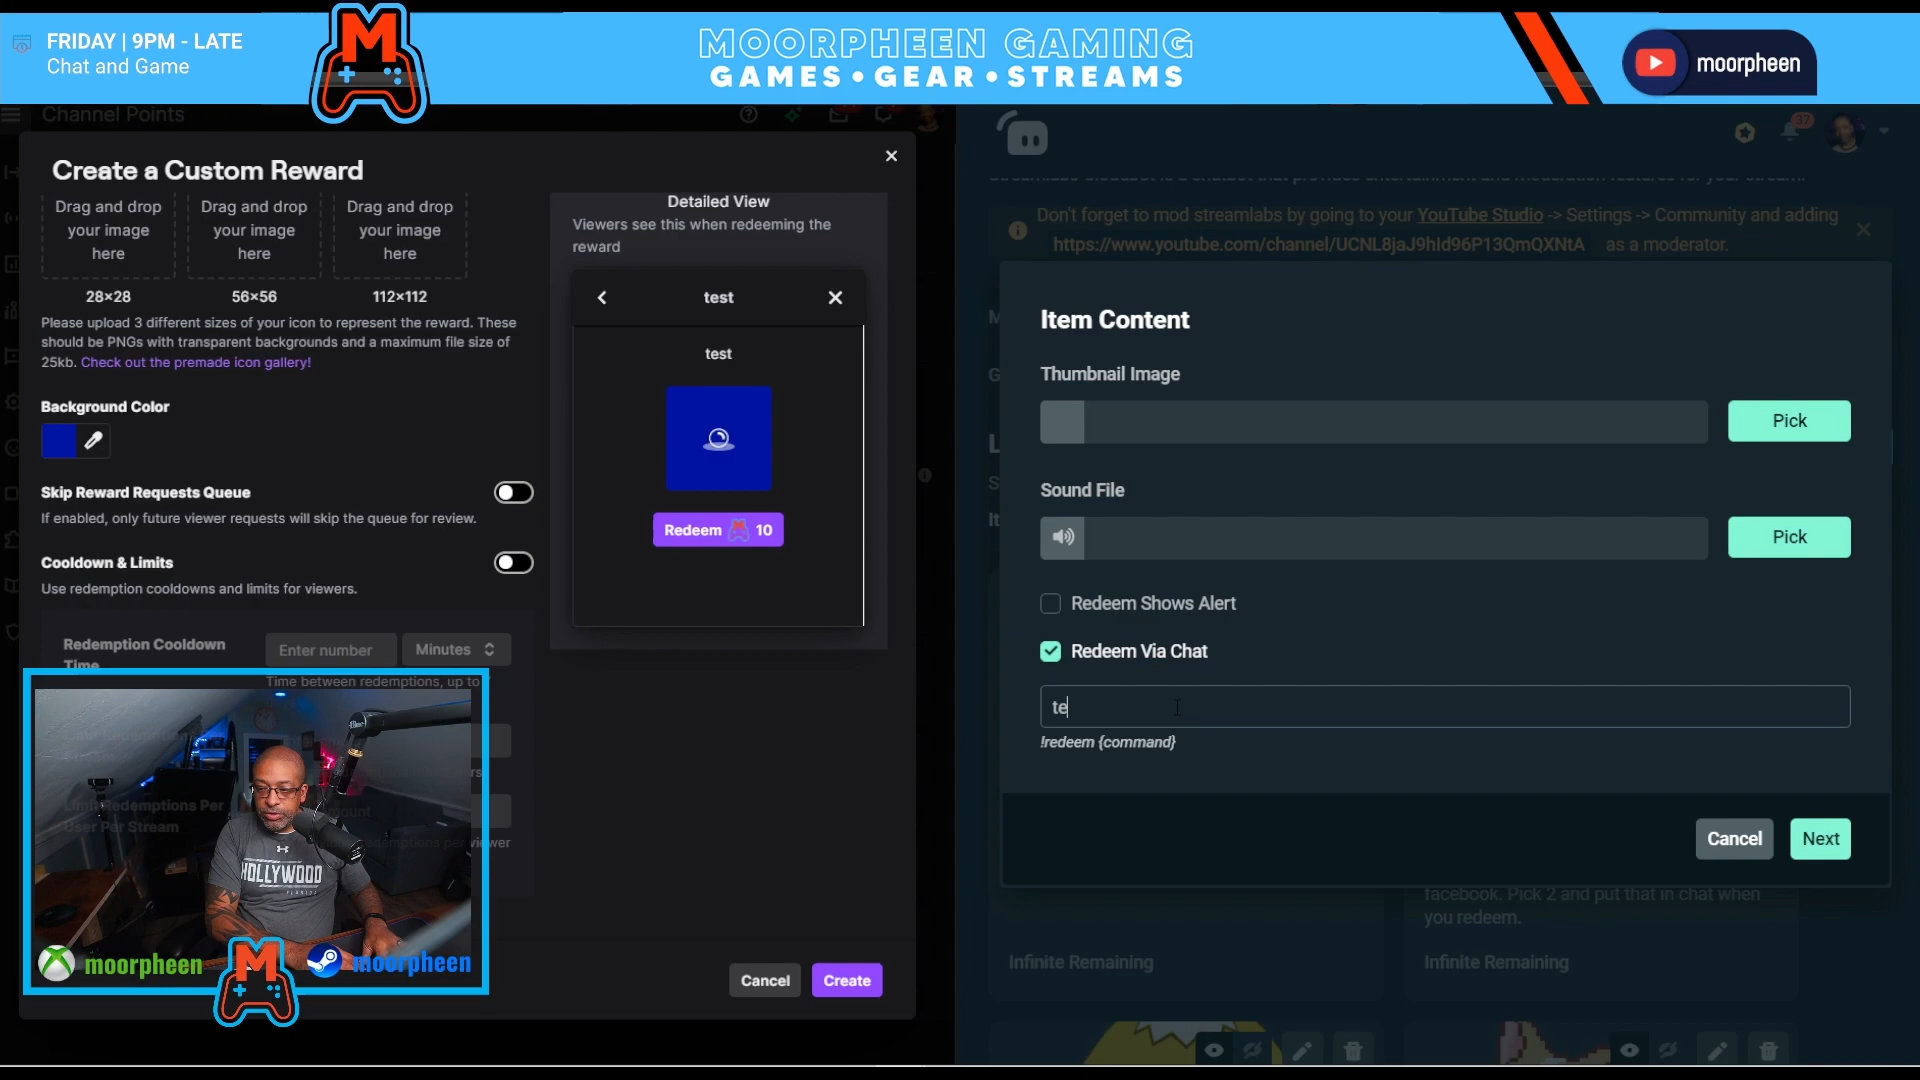 FRIDAY | 9PM - LATE
Chat and Game
M
MOORPHEEN GAMING
GAMES • GEAR • STREAMS
moorpheen
Channel Points
Create a Custom Reward
Drag and drop your image here
Drag and drop your image here
Drag and drop your image here
28×28
56×56
112×112
Please upload 3 different sizes of your icon to represent the reward. These
should be PNGs with transparent backgrounds and a maximum file size of
25kb. Check out the premade icon gallery!
Background Color
Skip Reward Requests Queue
If enabled, only future viewer requests will skip the queue for review.
Cooldown & Limits
Use redemption cooldowns and limits for viewers.
Redemption Cooldown
Time
Enter number
Minutes
Time between redemptions, up to
Limit Redemptions Per
User Per Stream
viewer
HOLLYWOOD
moorpheen
M
moorpheen
Cancel
Create
Detailed View
Viewers see this when redeeming the
reward
test
test
Redeem 10
37
Don't forget to mod streamlabs by going to your YouTube Studio -> Settings -> Community and adding
https://www.youtube.com/channel/UCNL8jaJ9hId96P13QmQXNtA as a moderator.
Item Content
Thumbnail Image
Pick
Sound File
Pick
Redeem Shows Alert
Redeem Via Chat
te
!redeem {command}
Cancel
Next
facebook. Pick 2 and put that in chat when
you redeem.
Infinite Remaining
Infinite Remaining